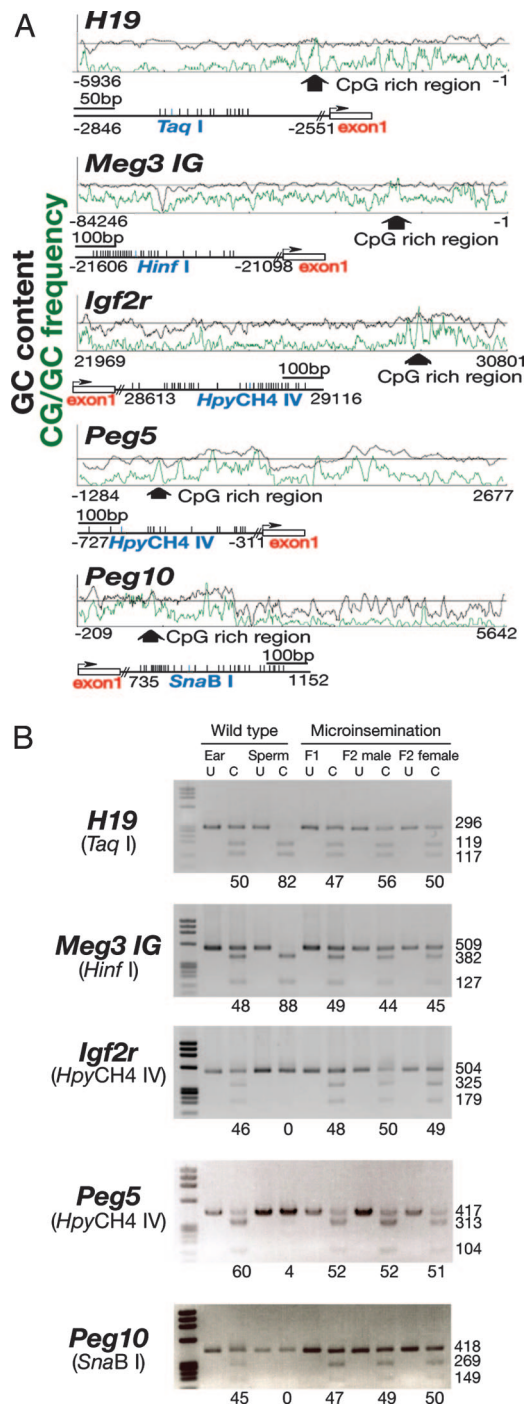 A
GC content
CG/GC frequency
H19
-5936
CpG rich region
-1
50bp
-2846
Taq I
-2551
exon1
Meg3 IG
-84246
CpG rich region
-1
100bp
-21606
Hinf I
-21098
exon1
Igf2r
21969
30801
CpG rich region
100bp
exon1
28613
HpyCH4 IV
29116
Peg5
-1284
CpG rich region
2677
100bp
-727
HpyCH4 IV
-311
exon1
Peg10
-209
CpG rich region
5642
100bp
exon1
735
SnaB I
1152
B
Wild type Microinsemination
Ear Sperm F1 F2 male F2 female
U C U C U C U C U C
H19
(Taq I)
296
119
117
50 82 47 56 50
Meg3 IG
(Hinf I)
509
382
127
48 88 49 44 45
Igf2r
(HpyCH4 IV)
504
325
179
46 0 48 50 49
Peg5
(HpyCH4 IV)
417
313
104
60 4 52 52 51
Peg10
(SnaB I)
418
269
149
45 0 47 49 50